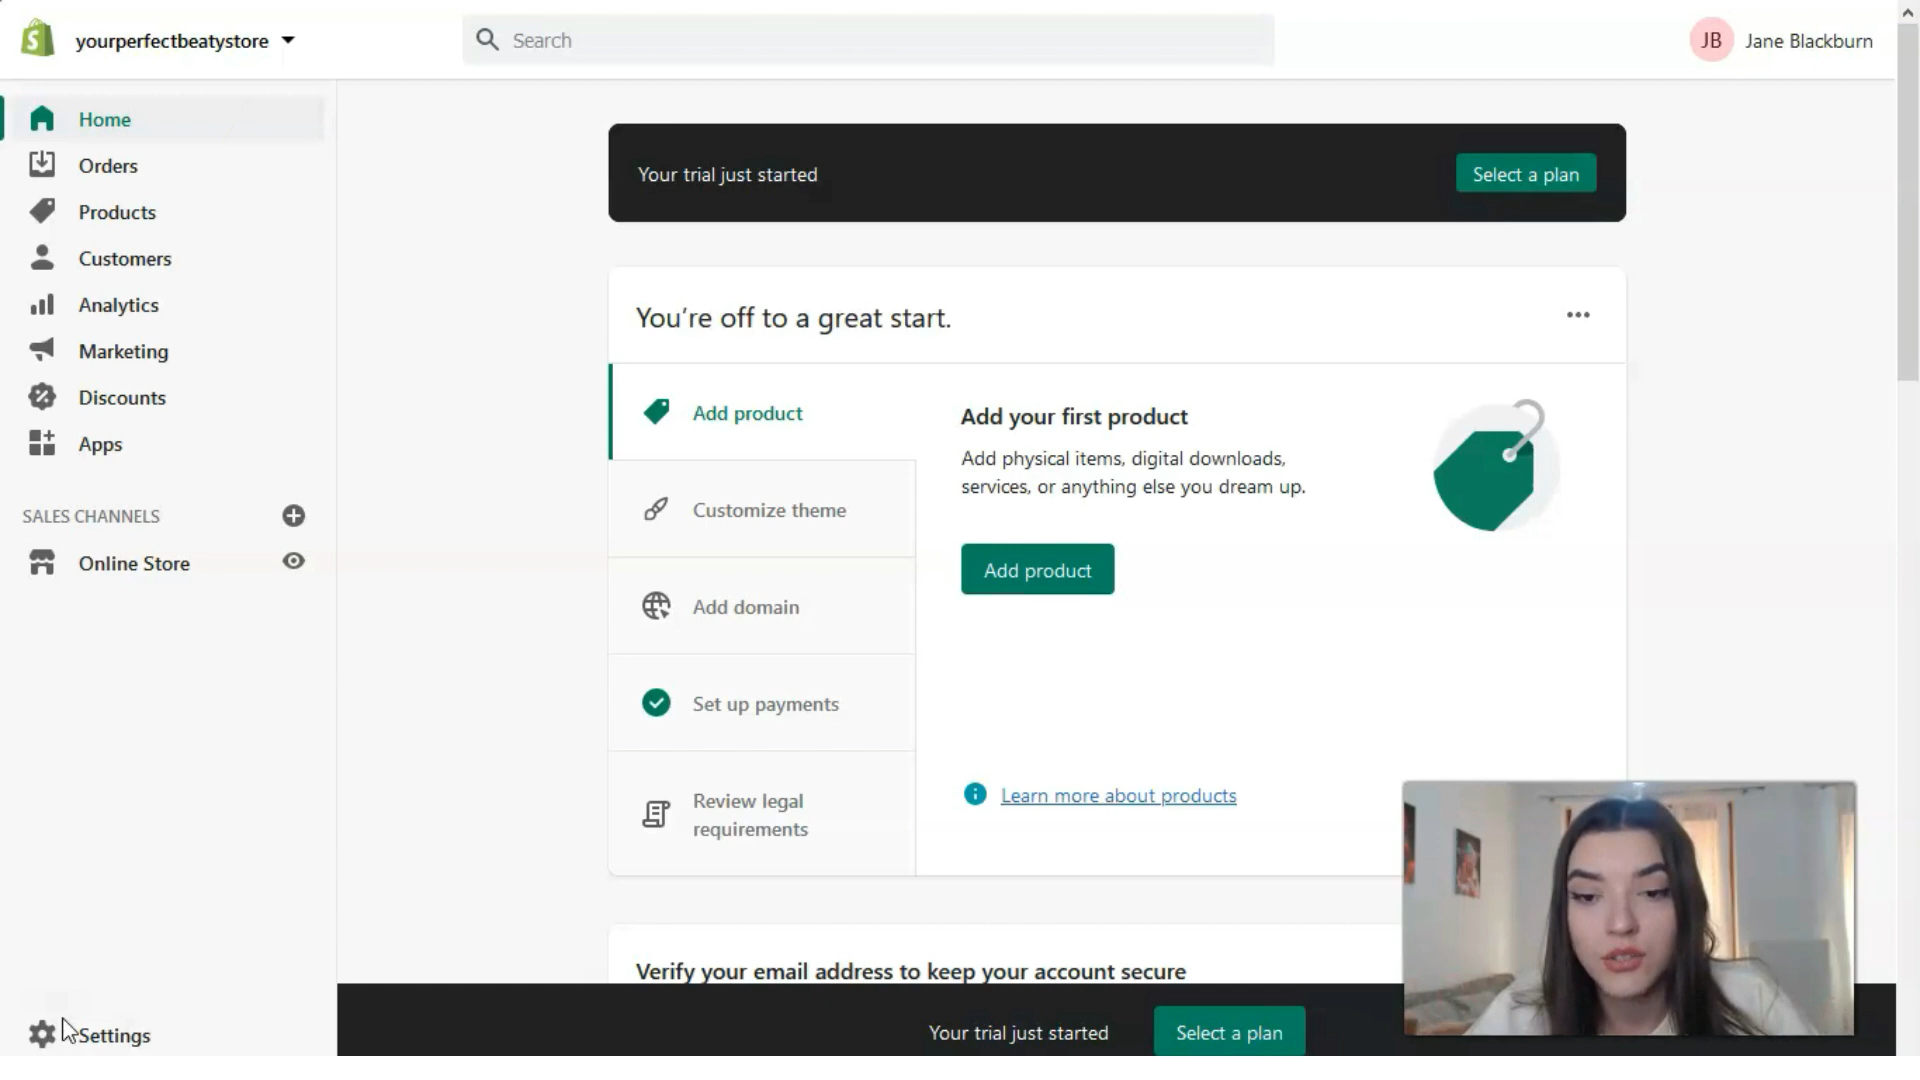 yourperfectbeatystore
Search
JB
Jane Blackburn
Home
Orders
Products
Customers
Analytics
Marketing
Discounts
Apps
SALES CHANNELS
Online Store
Settings
Your trial just started
Select a plan
You're off to a great start.
Add product
Customize theme
Add domain
Set up payments
Review legal
requirements
Add your first product
Add physical items, digital downloads,
services, or anything else you dream up.
Add product
Learn more about products
Verify your email address to keep your account secure
Your trial just started
Select a plan